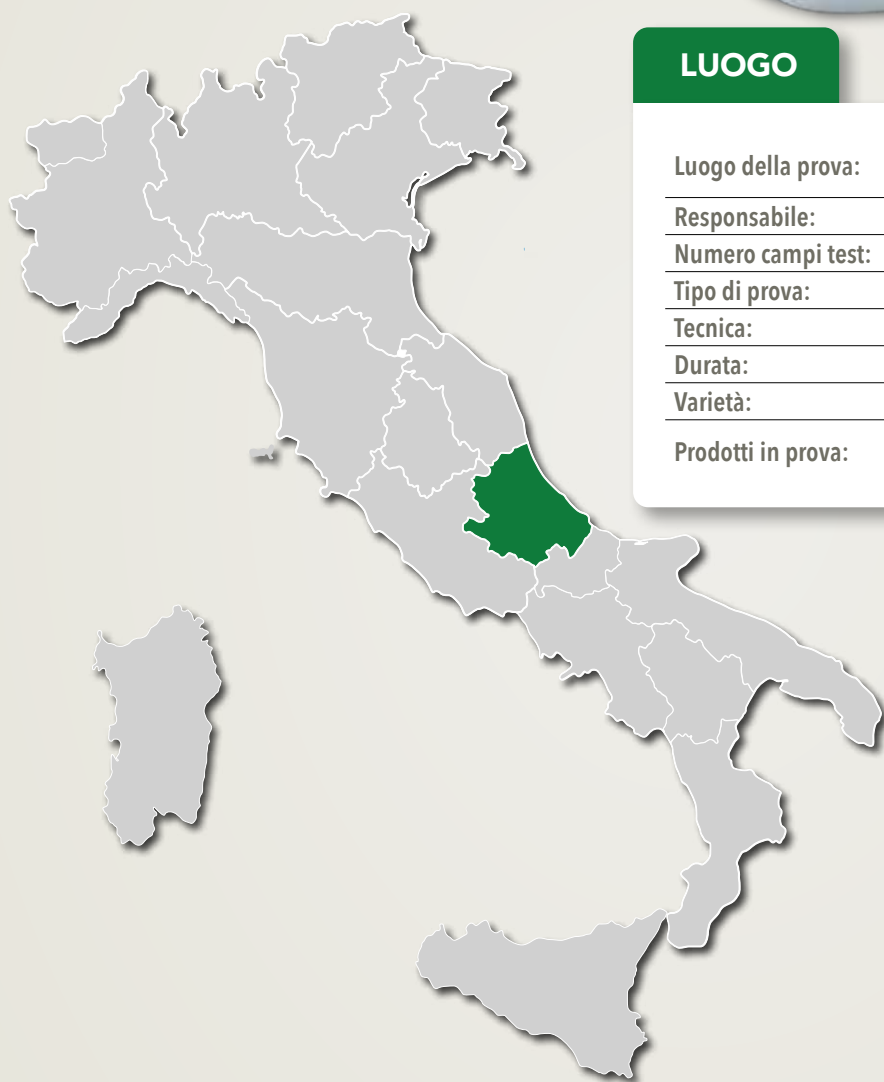 LUOGO
Luogo della prova:
Responsabile:
Numero campi test:
Tipo di prova:
Tecnica:
Durata:
Varietà:
Prodotti in prova: